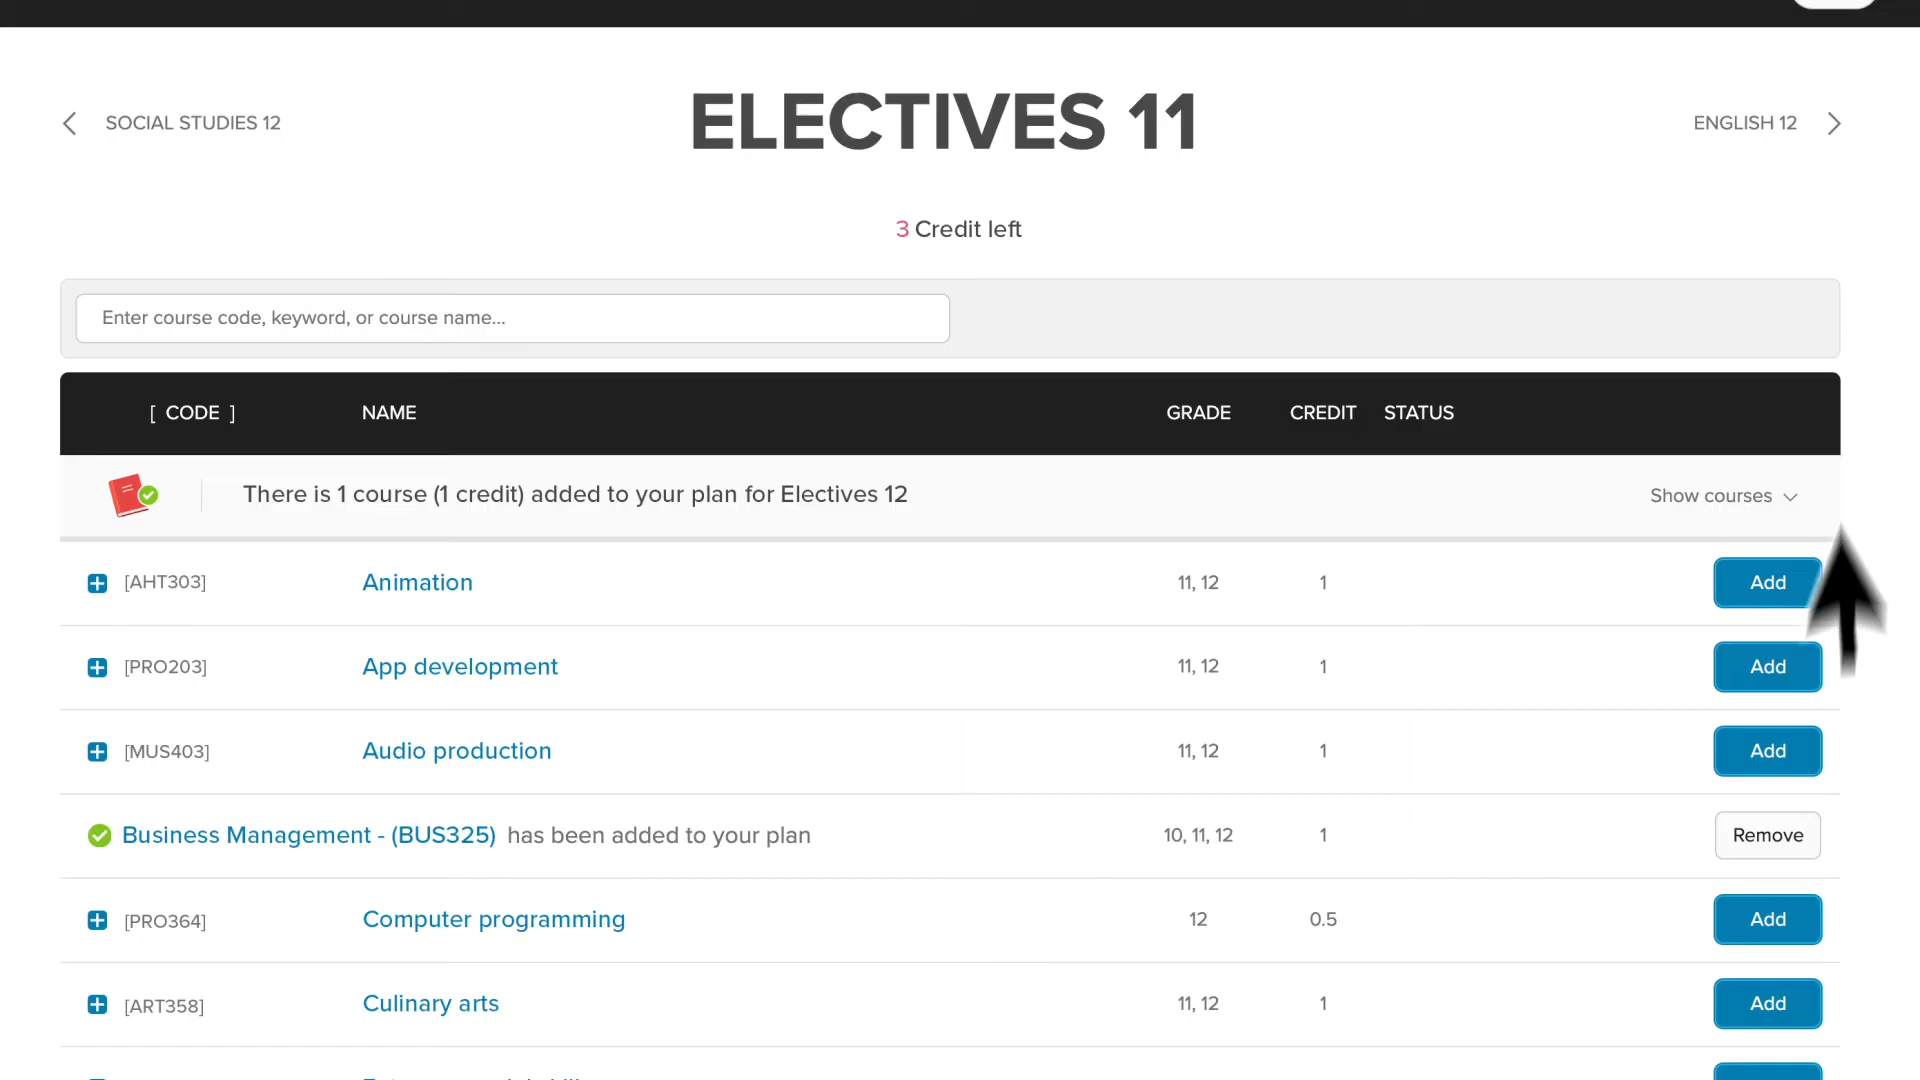 SOCIAL STUDIES 12
ELECTIVES 11
ENGLISH 12
3 Credit left
Enter course code, keyword, or course name...
[ CODE ] NAME GRADE CREDIT STATUS
There is 1 course (1 credit) added to your plan for Electives 12 Show courses
[AHT303] Animation 11, 12 1 Add
[PRO203] App development 11, 12 1 Add
[MUS403] Audio production 11, 12 1 Add
Business Management - (BUS325) has been added to your plan 10, 11, 12 1 Remove
[PRO364] Computer programming 12 0.5 Add
[ART358] Culinary arts 11, 12 1 Add